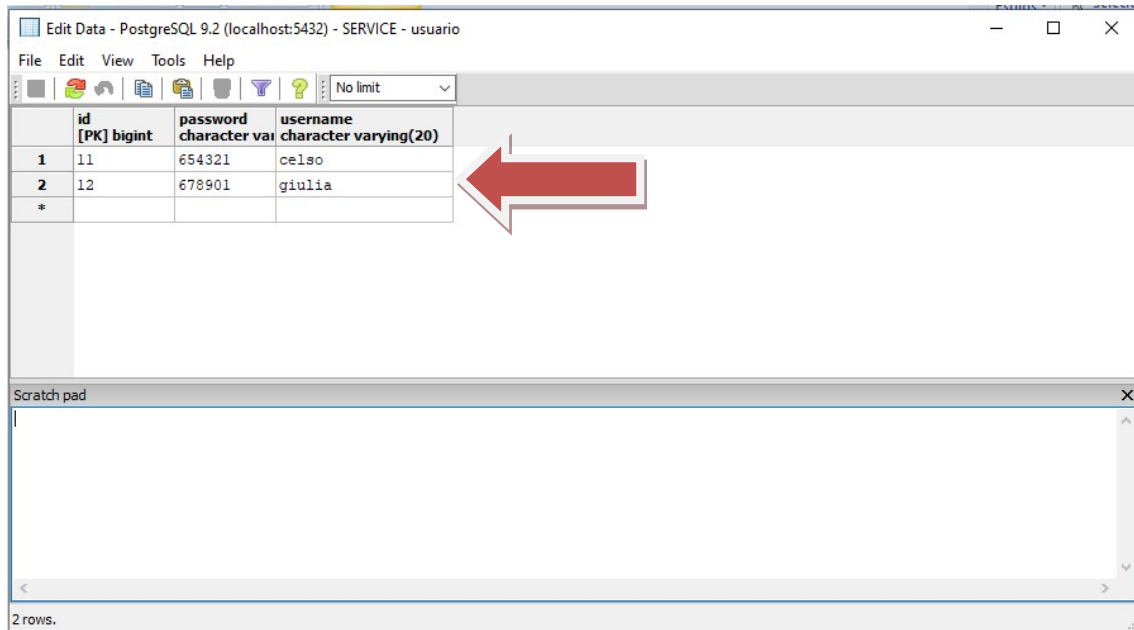 Edit Data - PostgreSQL 9.2 (localhost:5432) - SERVICE - usuario
File Edit View Tools Help
No limit
id password username
[PK] bigint character var character varying(20)
1 11 654321 celso
2 12 678901 giulia
*
Scratch pad
2 rows.